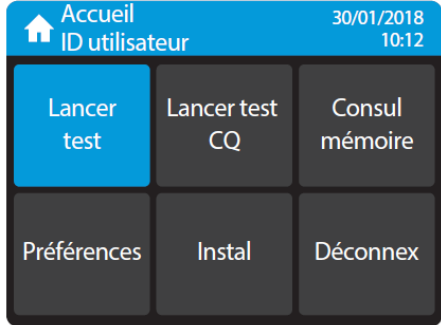 Accueil
ID utilisateur
30/01/2018
10:12
Lancer
test
Lancer test
CQ
Consul
mémoire
Préférences
Instal
Déconnex